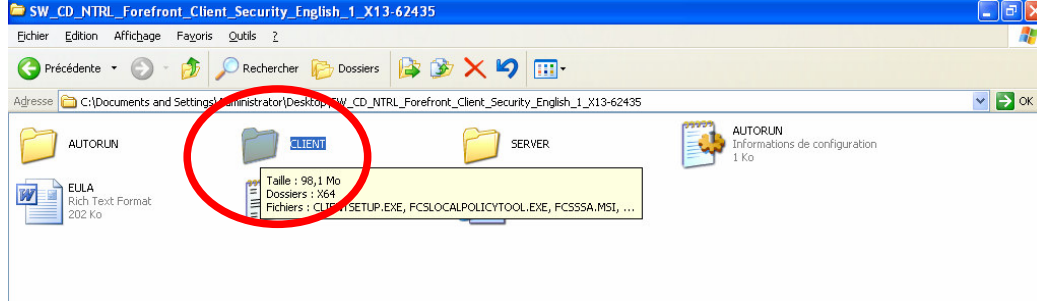 SW_CD_NTRL_Forefront_Client_Security_English_1_X13-62435
Fichier Edition Affichage Favoris Outils ?
Précédente Rechercher Dossiers
Adresse C:\Documents and Settings\Administrator\Desktop\SW_CD_NTRL_Forefront_Client_Security_English_1_X13-62435 OK
AUTORUN
CLIENT
SERVER
AUTORUN
Informations de configuration
1 Ko
EULA
Rich Text Format
202 Ko
Taille : 98,1 Mo
Dossiers : X64
Fichiers : CLIENTSETUP.EXE, FCSLOCALPOLICYTOOL.EXE, FCSSSA.MSI, ...